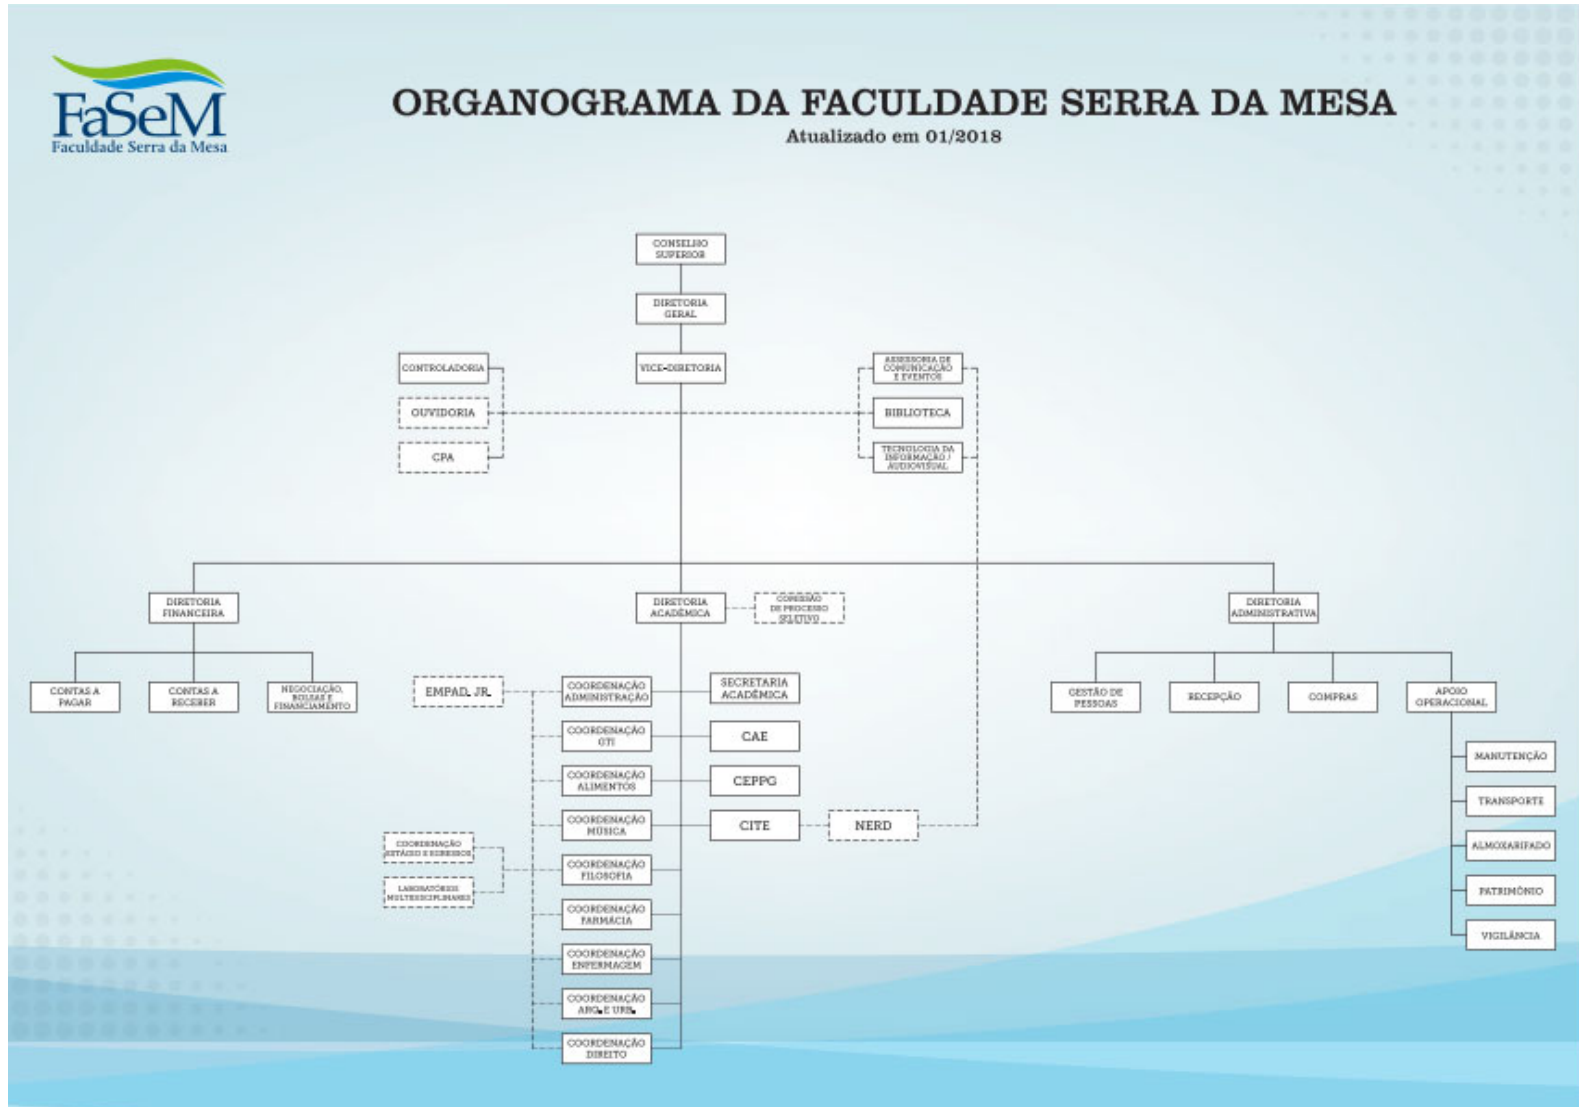 FaSeM
Faculdade Serra da Mesa
ORGANOGRAMA DA FACULDADE SERRA DA MESA
Atualizado em 01/2018
CONSELHO
SUPERIOR
DIRETORIA
GERAL
VICE-DIRETORIA
CONTROLADORIA
OUVIDORIA
CPA
ASSESSORIA DE
COMUNICAÇÃO
E EVENTOS
BIBLIOTECA
TECNOLOGIA DA
INFORMAÇÃO /
AUDIOVISUAL
DIRETORIA
FINANCEIRA
DIRETORIA
ACADÊMICA
COMISSÃO
DE PROCESSO
SELETIVO
DIRETORIA
ADMINISTRATIVA
CONTAS A
PAGAR
CONTAS A
RECEBER
NEGOCIAÇÃO,
BOLSAS E
FINANCIAMENTO
EMPAD. JR.
COORDENAÇÃO
ADMINISTRAÇÃO
SECRETARIA
ACADÊMICA
COORDENAÇÃO
GTI
CAE
COORDENAÇÃO
ALIMENTOS
CEPPG
COORDENAÇÃO
MÚSICA
CITE
NERD
COORDENAÇÃO
ESTÁGIO E EGRESSOS
LABORATÓRIOS
MULTIDISCIPLINARES
COORDENAÇÃO
FILOSOFIA
COORDENAÇÃO
FARMÁCIA
COORDENAÇÃO
ENFERMAGEM
COORDENAÇÃO
ARQ. E URB.
COORDENAÇÃO
DIREITO
GESTÃO DE
PESSOAS
RECEPÇÃO
COMPRAS
APOIO
OPERACIONAL
MANUTENÇÃO
TRANSPORTE
ALMOXARIFADO
PATRIMÔNIO
VIGILÂNCIA